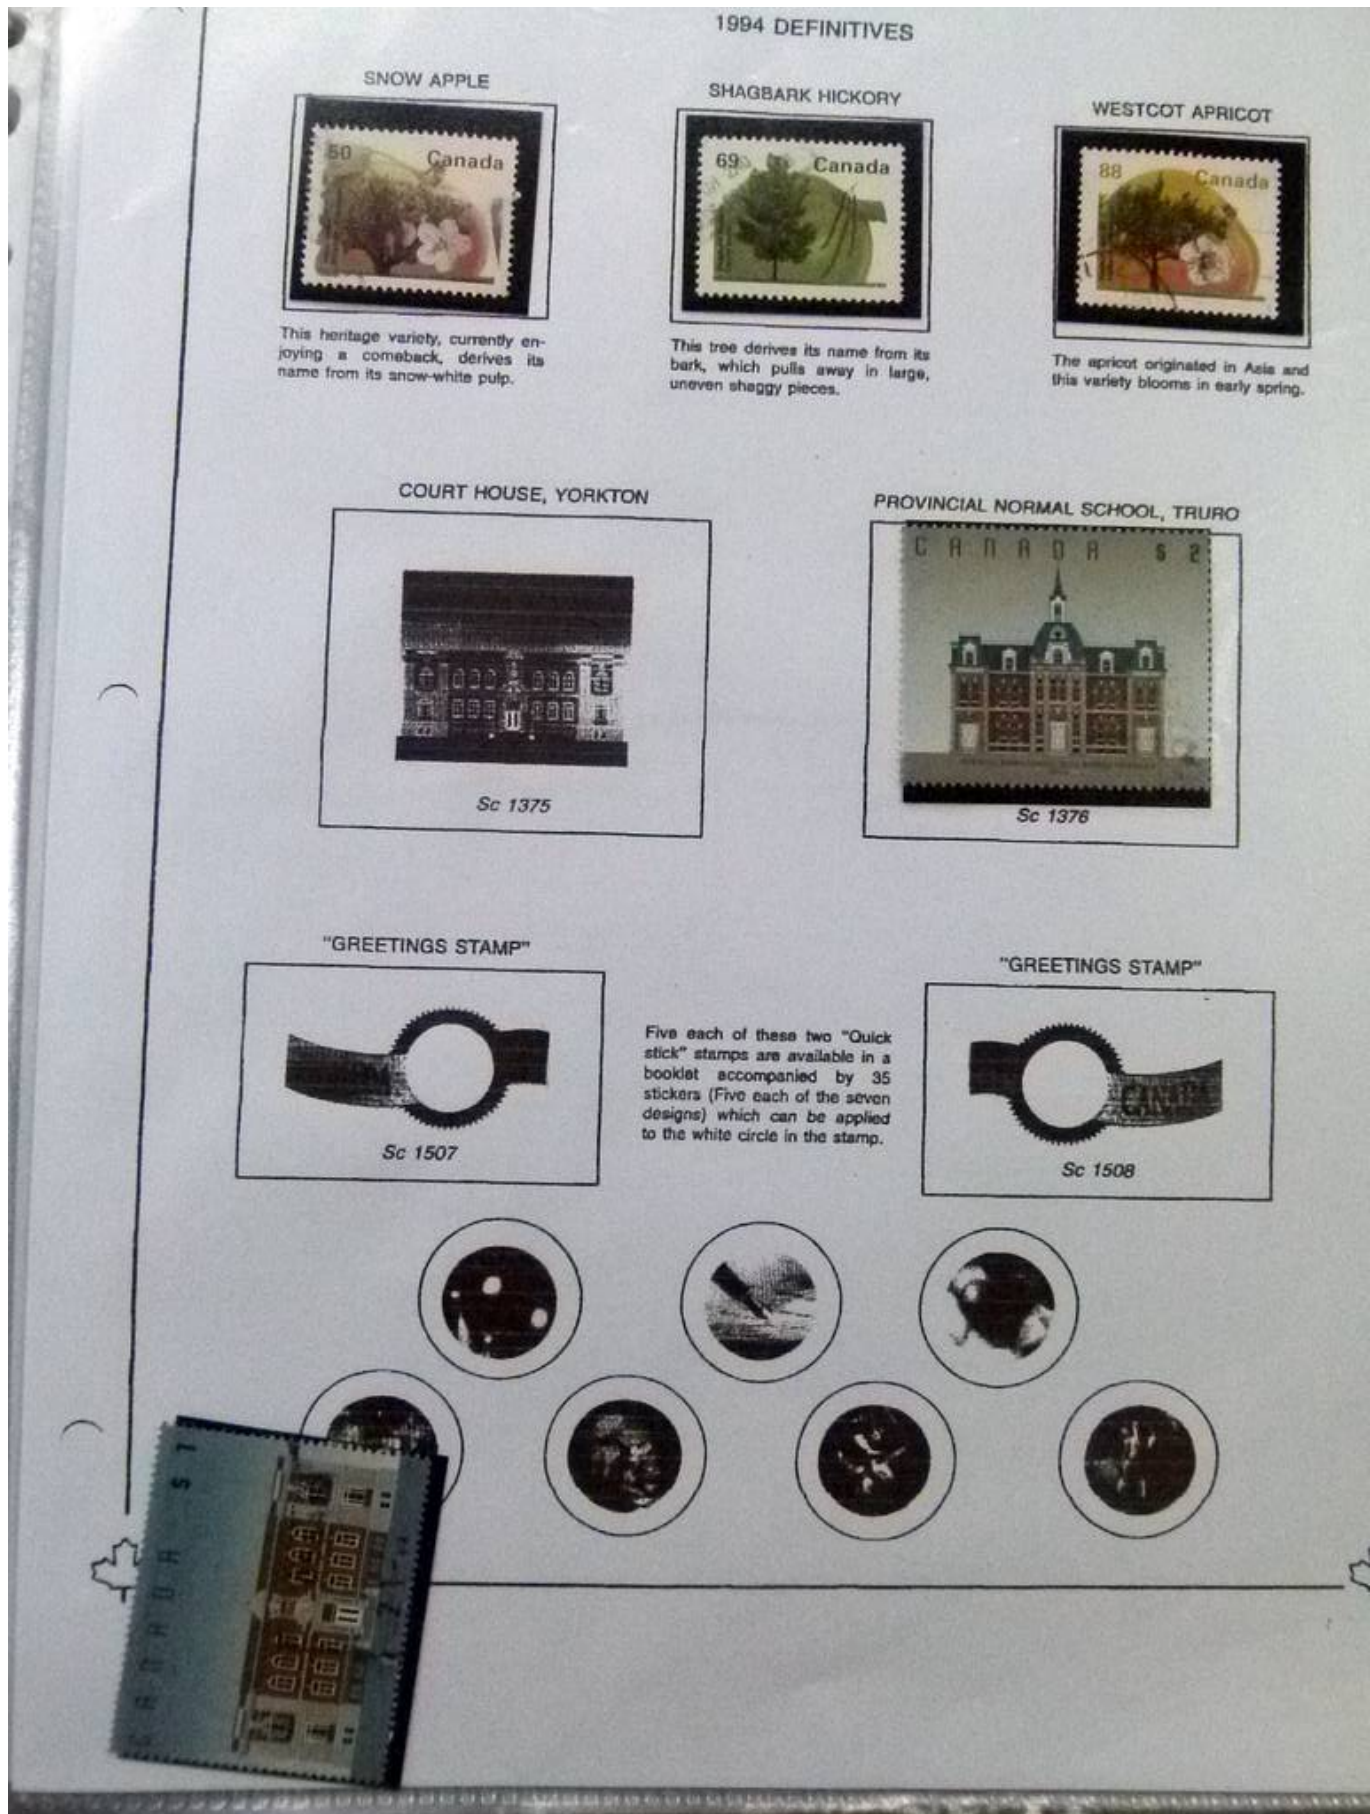 1994 DEFINITIVES
SNOW APPLE
SHAGBARK HICKORY
WESTCOT APRICOT
50 Canada
69 Canada
88 Canada
This heritage variety, currently en-
joying a comeback, derives its
name from its snow-white pulp.
This tree derives its name from its
bark, which pulls away in large,
uneven shaggy pieces.
The apricot originated in Asia and
this variety blooms in early spring.
COURT HOUSE, YORKTON
PROVINCIAL NORMAL SCHOOL, TRURO
CANADA $2
Sc 1375
Sc 1376
"GREETINGS STAMP"
"GREETINGS STAMP"
Five each of these two "Quick
stick" stamps are available in a
booklet accompanied by 35
stickers (Five each of the seven
designs) which can be applied
to the white circle in the stamp.
CANADA
Sc 1507
Sc 1508
CANADA $1